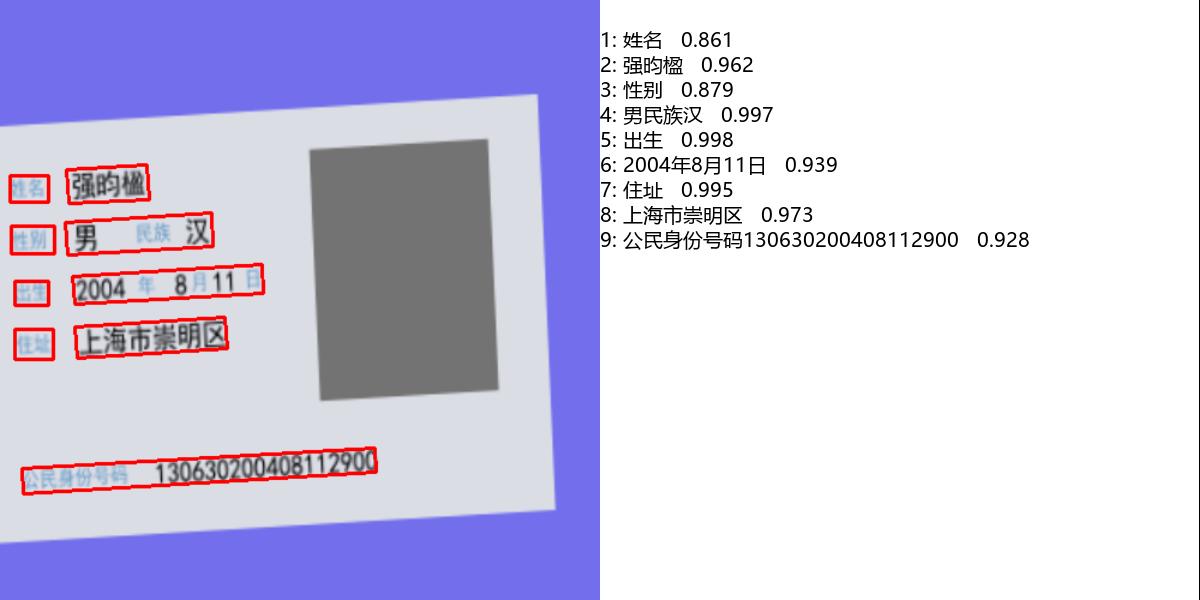 姓名 强昀楹
性别 男 民族 汉
出生 2004 年 8 月 11 日
住址 上海市崇明区
公民身份号码 130630200408112900
1: 姓名 0.861
2: 强昀楹 0.962
3: 性别 0.879
4: 男民族汉 0.997
5: 出生 0.998
6: 2004年8月11日 0.939
7: 住址 0.995
8: 上海市崇明区 0.973
9: 公民身份号码130630200408112900 0.928